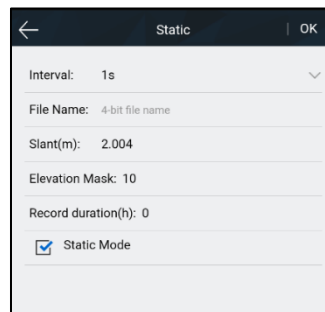 Static | OK
Interval: 1s
File Name: 4-bit file name
Slant(m): 2.004
Elevation Mask: 10
Record duration(h): 0
Static Mode